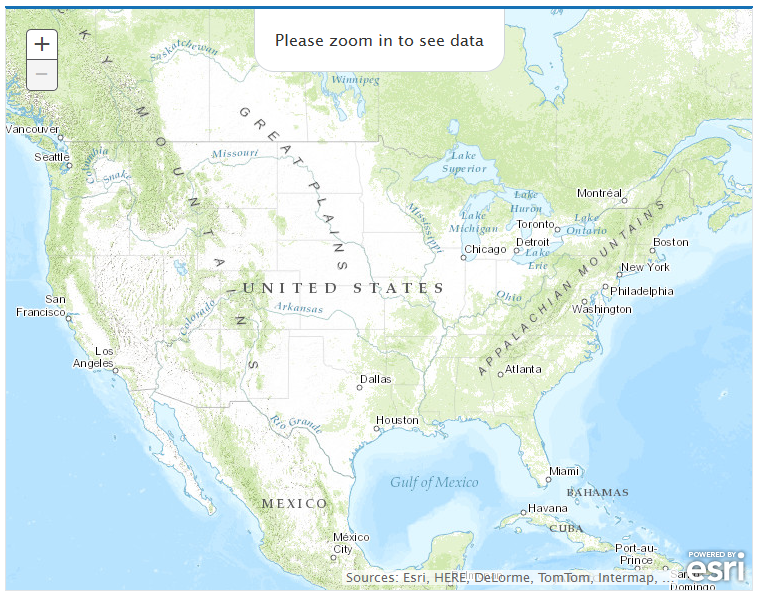 Please zoom in to see data
+
−
Saskatchewan
Winnipeg
K Y M O U N T A I N S
GREAT PLAINS
Vancouver
Seattle
Columbia
Snake
Missouri
Mississippi
Lake
Superior
Lake
Huron
Lake
Michigan
Lake
Ontario
Lake
Erie
Montréal
Toronto
Detroit
Chicago
Boston
New York
Philadelphia
Washington
APPALACHIAN MOUNTAINS
UNITED STATES
Ohio
Arkansas
Colorado
San
Francisco
Los
Angeles
Dallas
Atlanta
Houston
Rio Grande
Gulf of Mexico
Miami
BAHAMAS
MEXICO
Havana
CUBA
México
City
Port-au-
Prince
Santo
Domingo
Sources: Esri, HERE, DeLorme, TomTom, Intermap, ...
POWERED BY
esri